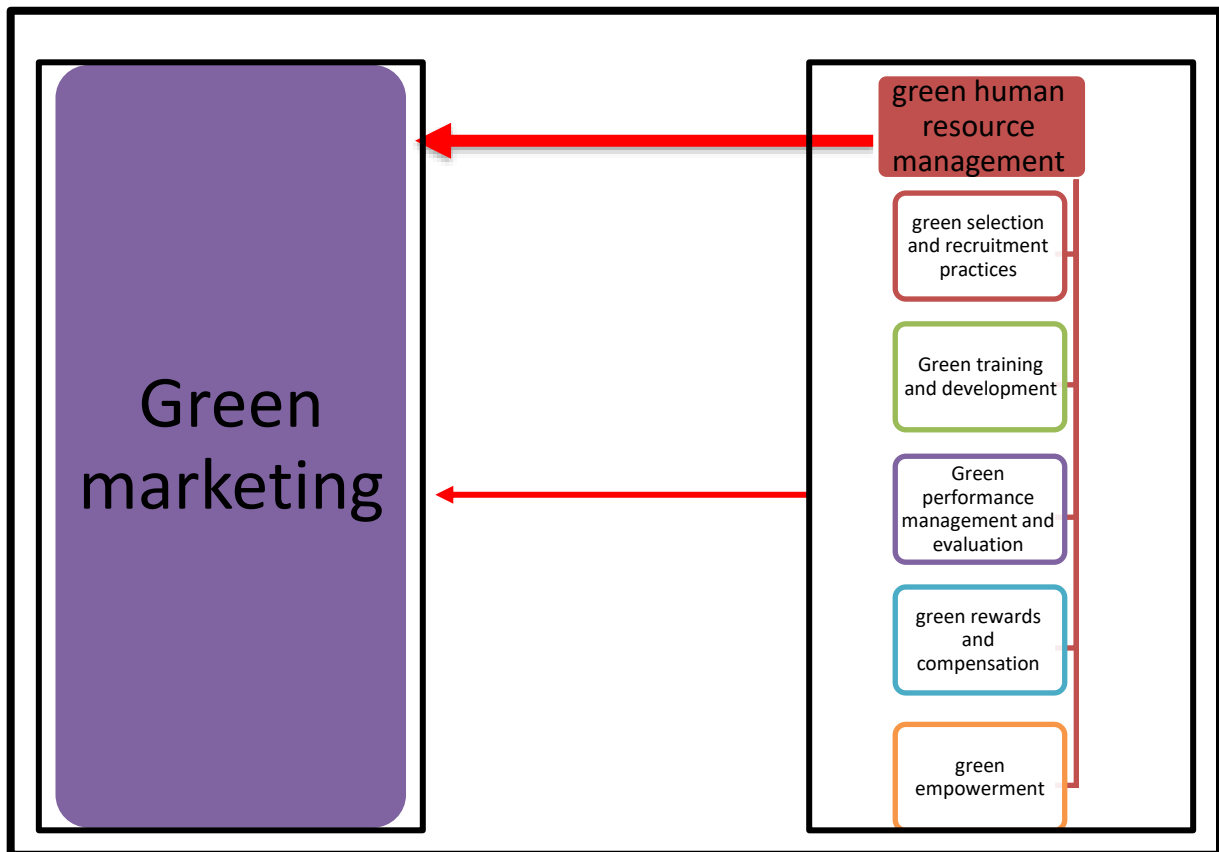 Green
marketing
green human
resource
management
green selection
and recruitment
practices
Green training
and development
Green
performance
management and
evaluation
green rewards
and
compensation
green
empowerment